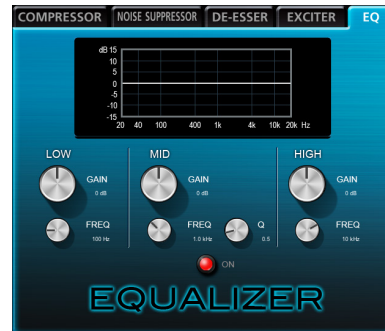 COMPRESSOR NOISE SUPPRESSOR DE-ESSER EXCITER EQ
dB 15
10
5
0
-5
-10
-15
20 40 100 400 1k 4k 10k 20k Hz
LOW MID HIGH
GAIN GAIN GAIN
0 dB 0 dB 0 dB
FREQ FREQ Q FREQ
100 Hz 1.0 kHz 0.5 10 kHz
ON
EQUALIZER